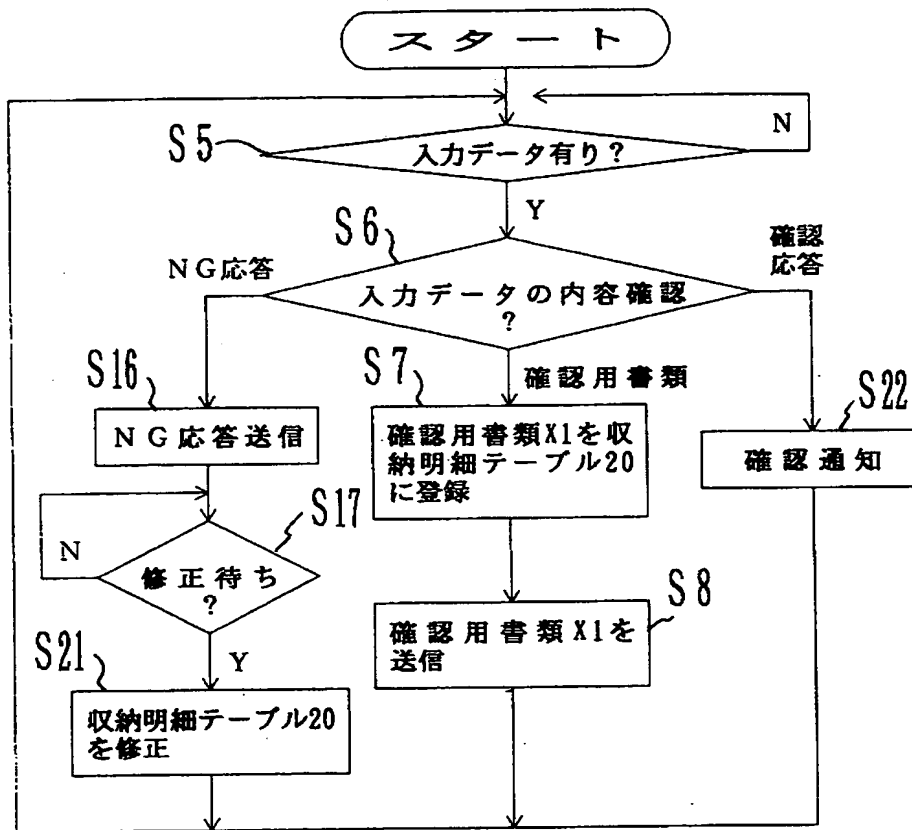 スタート
S5
入力データ有り?
N
Y
S6
NG応答
確認
応答
入力データの内容確認
?
S16
NG応答送信
S7
確認用書類
確認用書類X1を収
納明細テーブル20
に登録
S22
確認通知
S17
N
修正待ち
?
Y
S8
確認用書類X1を
送信
S21
収納明細テーブル20
を修正